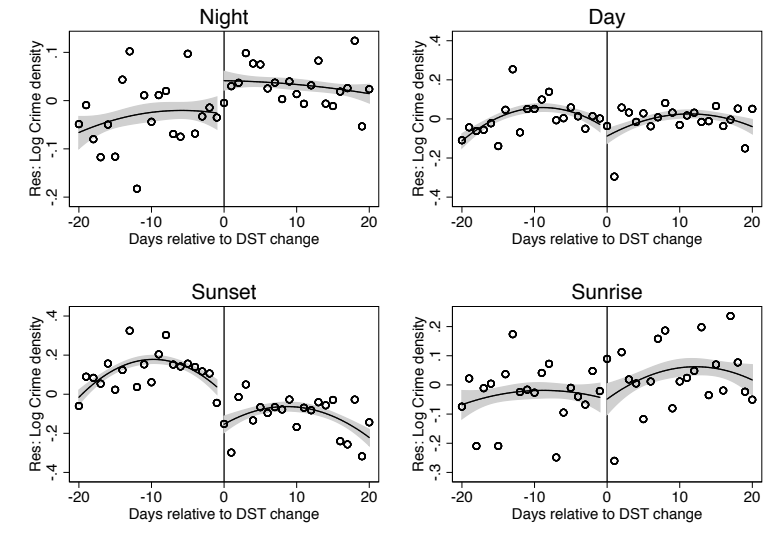 Night
Res: Log Crime density
.1
0
-.1
-.2
-20 -10 0 10 20
Days relative to DST change
Day
Res: Log Crime density
.4
.2
0
-.2
-.4
-20 -10 0 10 20
Days relative to DST change
Sunset
Res: Log Crime density
.4
.2
0
-.2
-.4
-20 -10 0 10 20
Days relative to DST change
Sunrise
Res: Log Crime density
.2
.1
0
-.1
-.2
-.3
-20 -10 0 10 20
Days relative to DST change